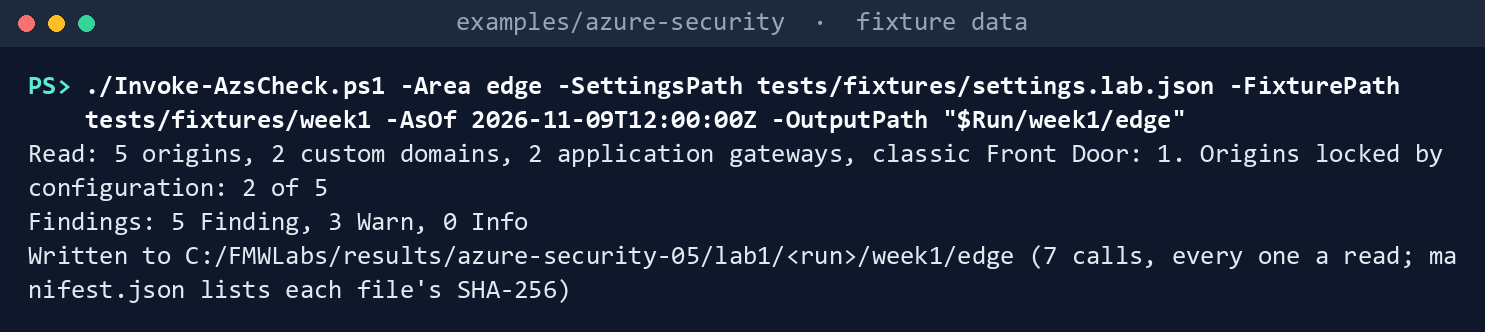 examples/azure-security · fixture data
PS> ./Invoke-AzsCheck.ps1 -Area edge -SettingsPath tests/fixtures/settings.lab.json -FixturePath
tests/fixtures/week1 -AsOf 2026-11-09T12:00:00Z -OutputPath "$Run/week1/edge"
Read: 5 origins, 2 custom domains, 2 application gateways, classic Front Door: 1. Origins locked by
configuration: 2 of 5
Findings: 5 Finding, 3 Warn, 0 Info
Written to C:/FMWLabs/results/azure-security-05/lab1/<run>/week1/edge (7 calls, every one a read; ma
nifest.json lists each file's SHA-256)